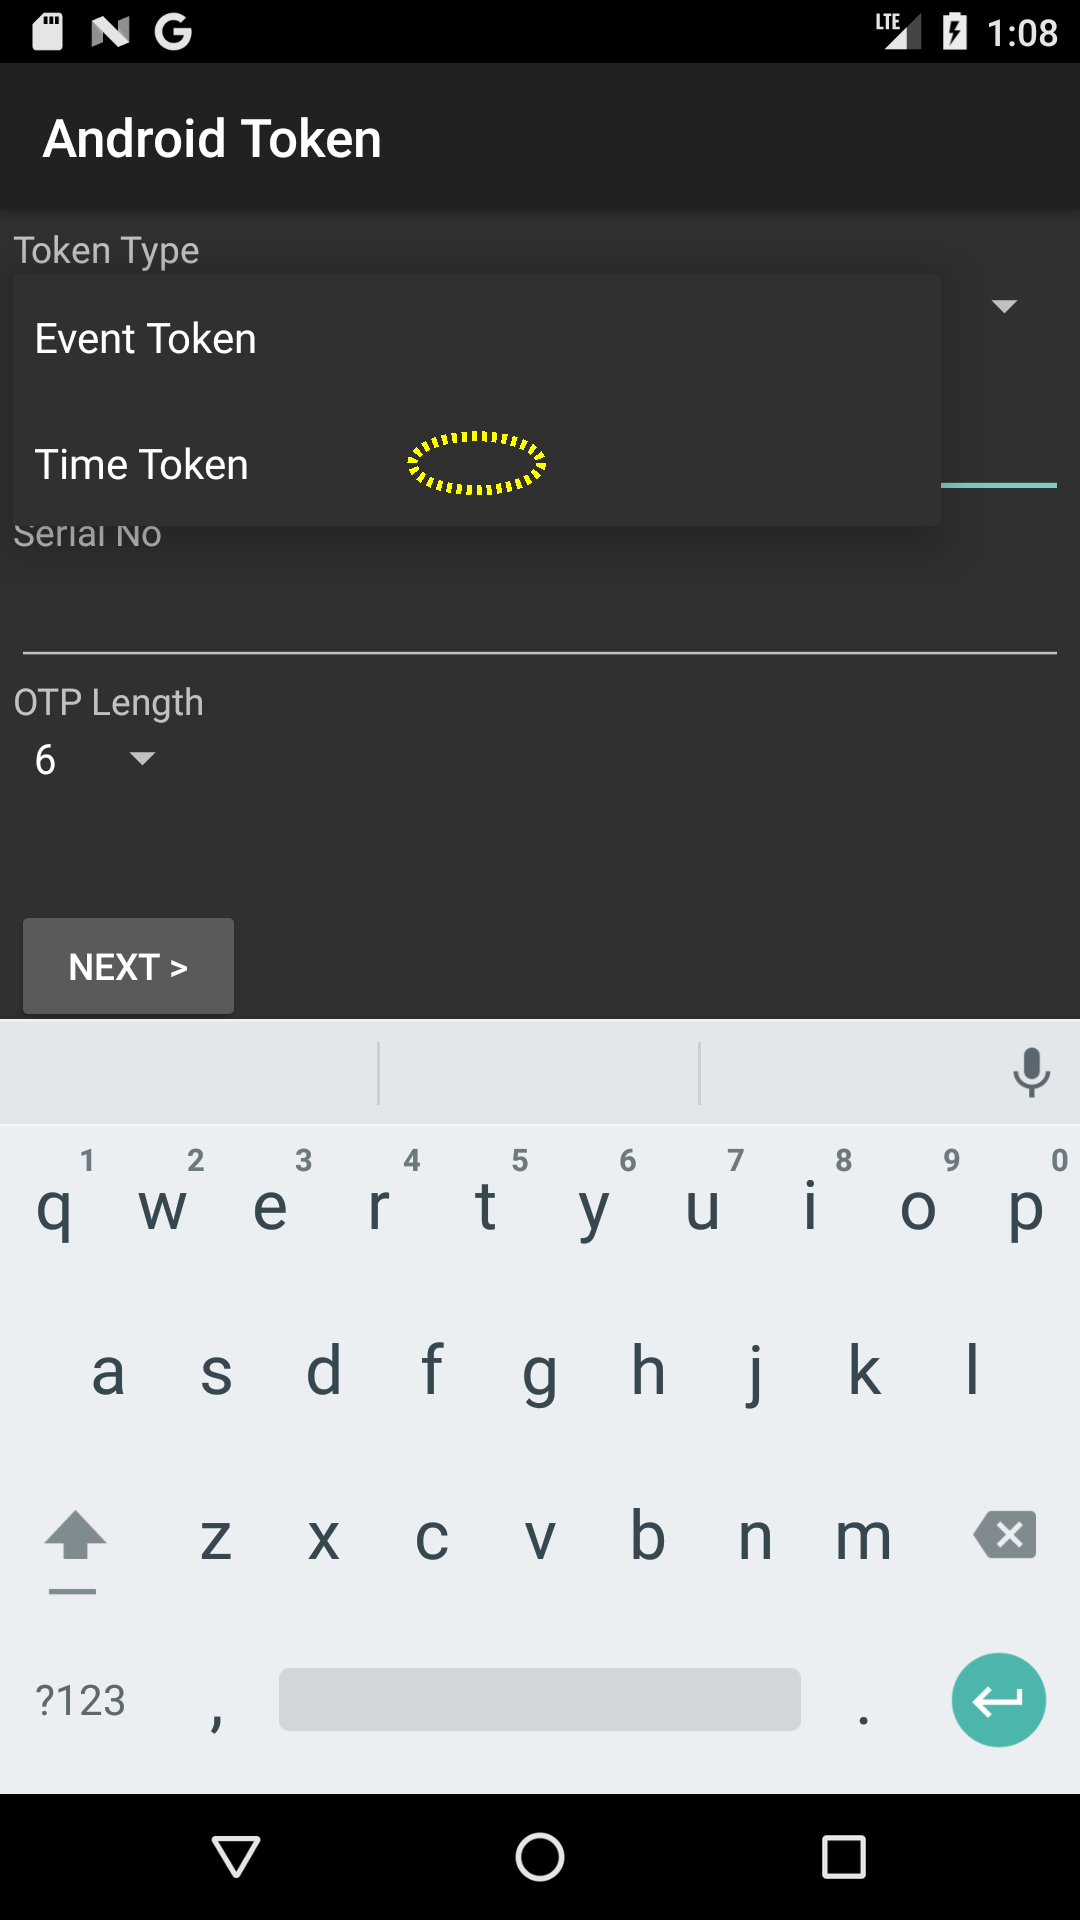 LTE 1:08
Android Token
Token Type
Event Token
Time Token
Serial No
OTP Length
6
NEXT >
1 2 3 4 5 6 7 8 9 0
q w e r t y u i o p
a s d f g h j k l
z x c v b n m
?123 , .